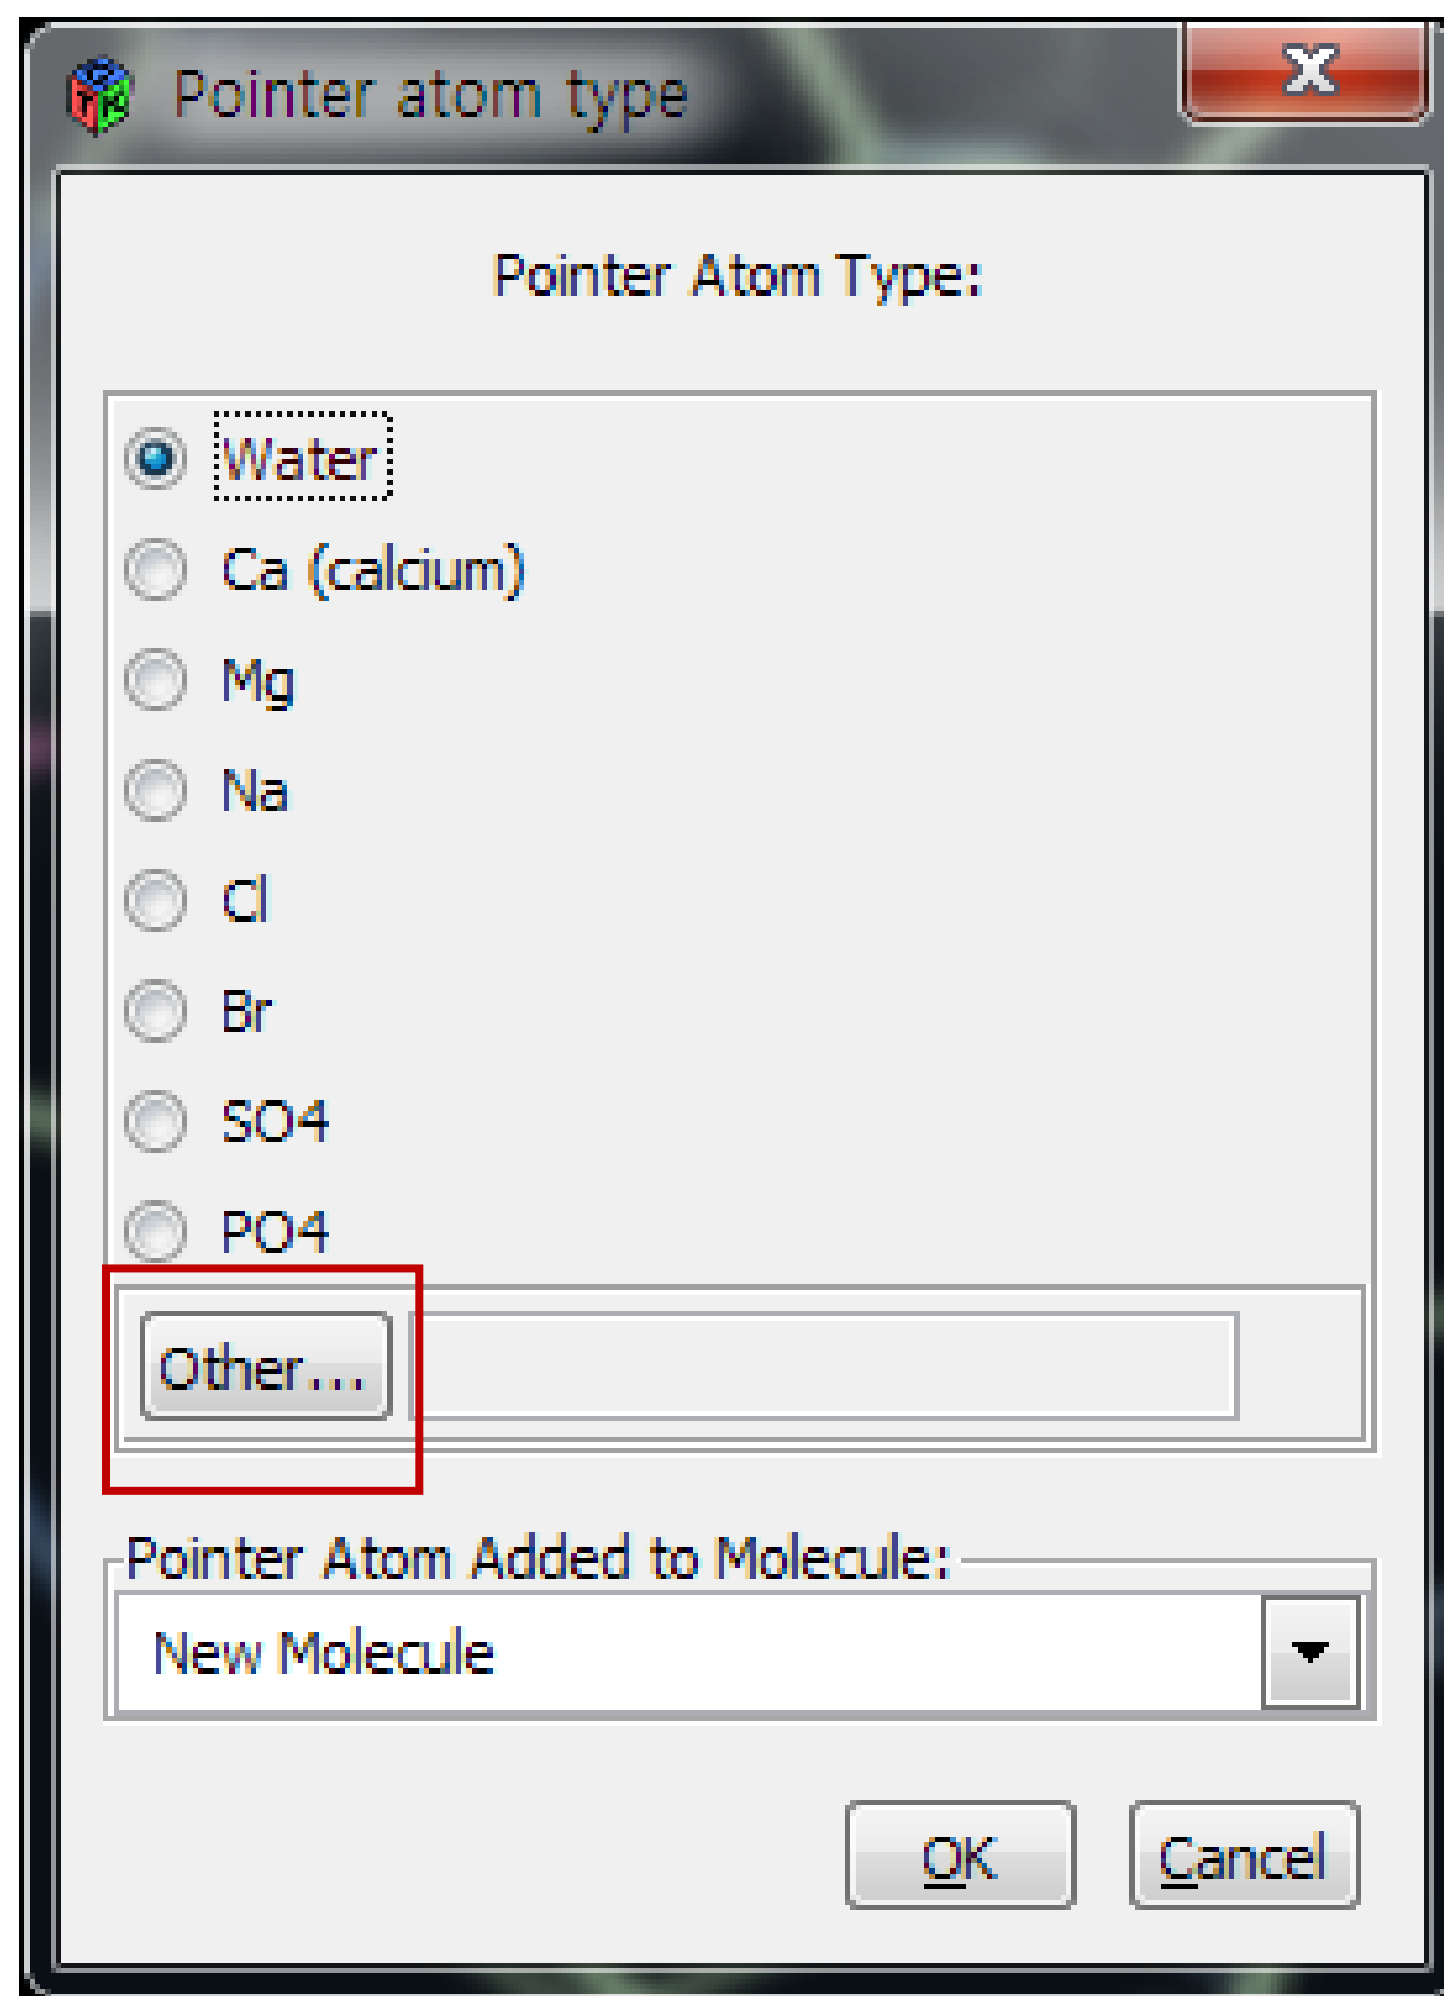 Pointer atom type
Pointer Atom Type:
Water
Ca (calcium)
Mg
Na
Cl
Br
SO4
PO4
Other...
Pointer Atom Added to Molecule:
New Molecule
OK
Cancel